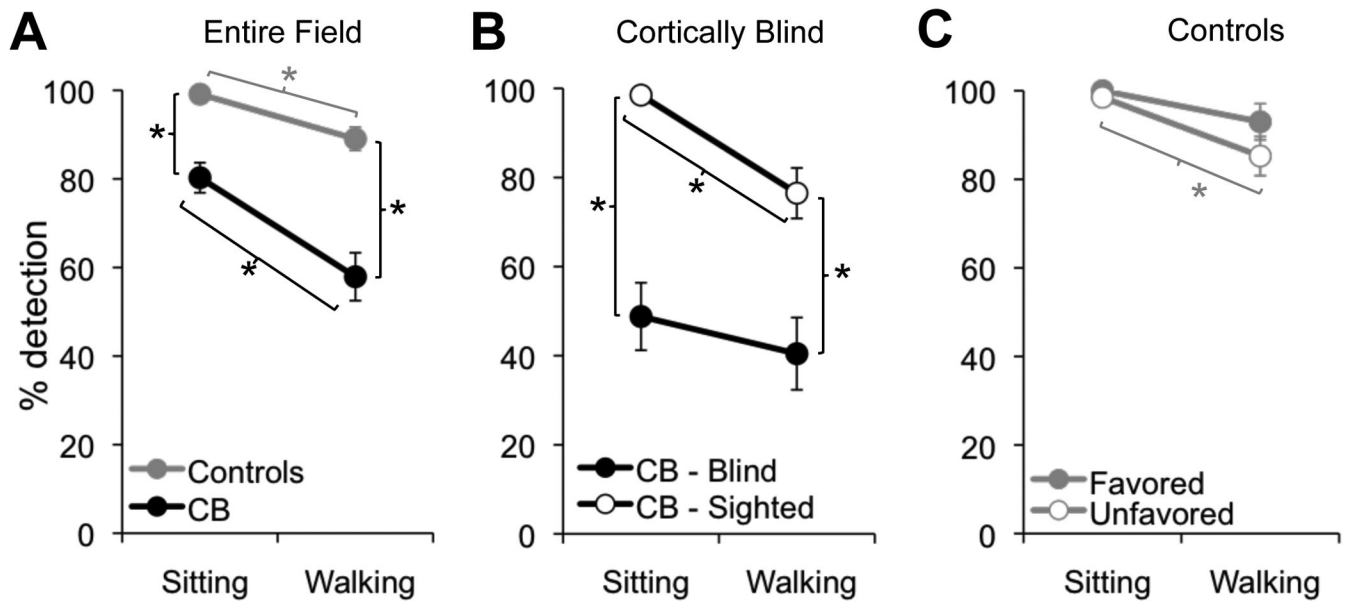 A Entire Field B Cortically Blind C Controls
100 100 100
80 80 80
60 60 60
40 40 40
20 20 20
0 0 0
% detection
* * * *
* * *
*
Controls
CB
CB - Blind
CB - Sighted
Favored
Unfavored
Sitting Walking Sitting Walking Sitting Walking